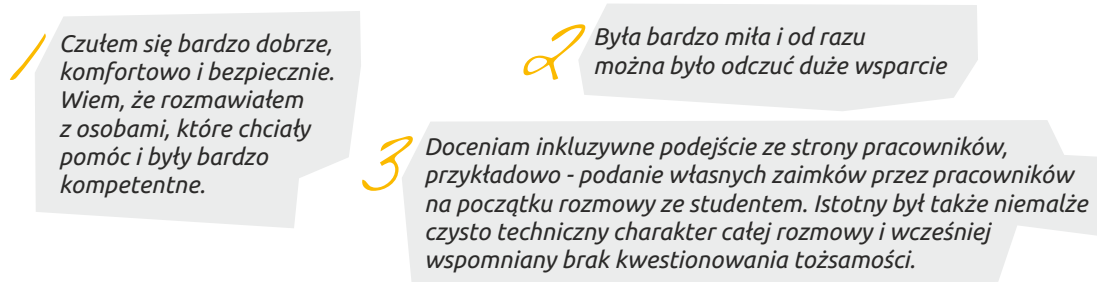 1
Czułem się bardzo dobrze,
komfortowo i bezpiecznie.
Wiem, że rozmawiałem
z osobami, które chciały
pomóc i były bardzo
kompetentne.
2
Była bardzo miła i od razu
można było odczuć duże wsparcie
3
Doceniam inkluzywne podejście ze strony pracowników,
przykładowo - podanie własnych zaimków przez pracowników
na początku rozmowy ze studentem. Istotny był także niemalże
czysto techniczny charakter całej rozmowy i wcześniej
wspomniany brak kwestionowania tożsamości.